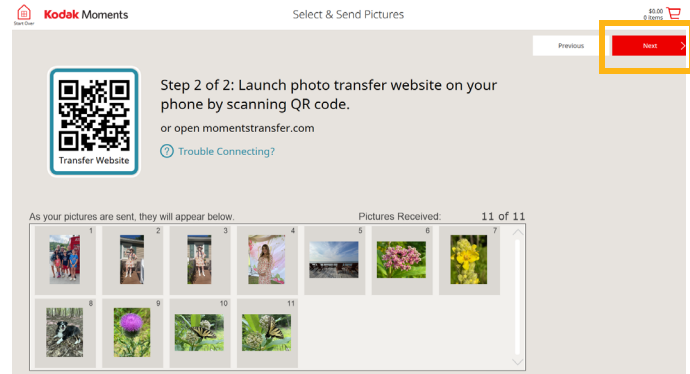 Start Over
Kodak Moments
Select & Send Pictures
$0.00
0 items
Previous
Next
Step 2 of 2: Launch photo transfer website on your
phone by scanning QR code.
or open momentstransfer.com
? Trouble Connecting?
Transfer Website
As your pictures are sent, they will appear below.
Pictures Received: 11 of 11
1
2
3
4
5
6
7
8
9
10
11